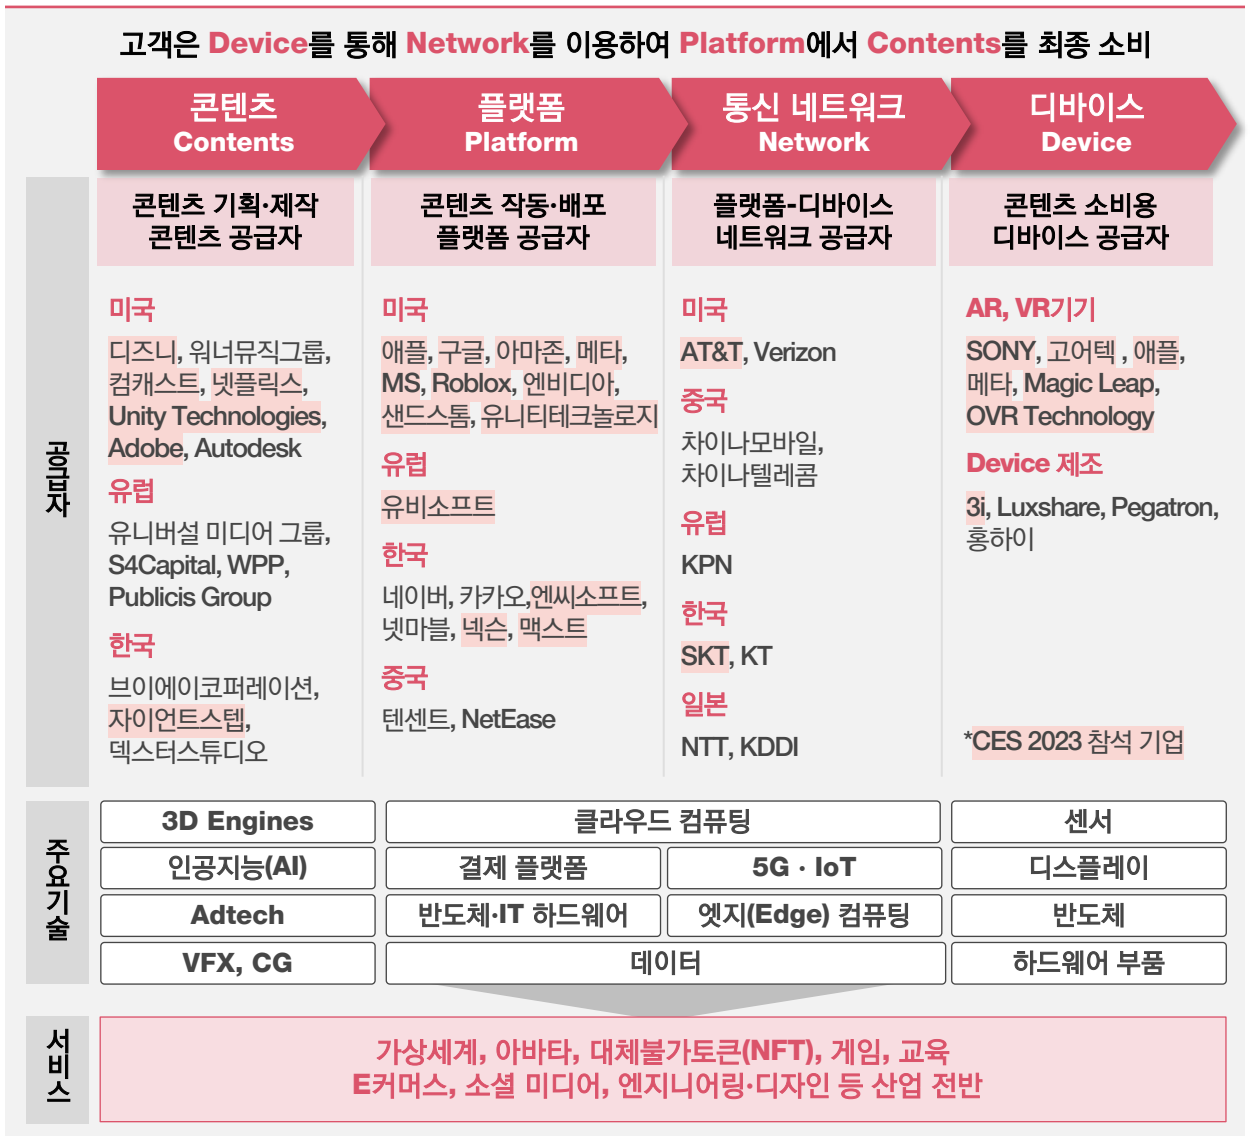 고객은 Device를 통해 Network를 이용하여 Platform에서 Contents를 최종 소비
콘텐츠
Contents
플랫폼
Platform
통신 네트워크
Network
디바이스
Device
공급자
콘텐츠 기획·제작
콘텐츠 공급자
미국
디즈니, 워너뮤직그룹,
컴캐스트, 넷플릭스,
Unity Technologies,
Adobe, Autodesk
유럽
유니버설 미디어 그룹,
S4Capital, WPP,
Publicis Group
한국
브이에이코퍼레이션,
자이언트스텝,
덱스터스튜디오
콘텐츠 작동·배포
플랫폼 공급자
미국
애플, 구글, 아마존, 메타,
MS, Roblox, 엔비디아,
샌드스톰, 유니티테크놀로지
유럽
유비소프트
한국
네이버, 카카오,엔씨소프트,
넷마블, 넥슨, 맥스트
중국
텐센트, NetEase
플랫폼-디바이스
네트워크 공급자
미국
AT&T, Verizon
중국
차이나모바일,
차이나텔레콤
유럽
KPN
한국
SKT, KT
일본
NTT, KDDI
콘텐츠 소비용
디바이스 공급자
AR, VR기기
SONY, 고어텍 , 애플,
메타, Magic Leap,
OVR Technology
Device 제조
3i, Luxshare, Pegatron,
홍하이
*CES 2023 참석 기업
주요기술
3D Engines
클라우드 컴퓨팅
센서
인공지능(AI)
결제 플랫폼
5G · IoT
디스플레이
Adtech
반도체·IT 하드웨어
엣지(Edge) 컴퓨팅
반도체
VFX, CG
데이터
하드웨어 부품
서비스
가상세계, 아바타, 대체불가토큰(NFT), 게임, 교육
E커머스, 소셜 미디어, 엔지니어링·디자인 등 산업 전반